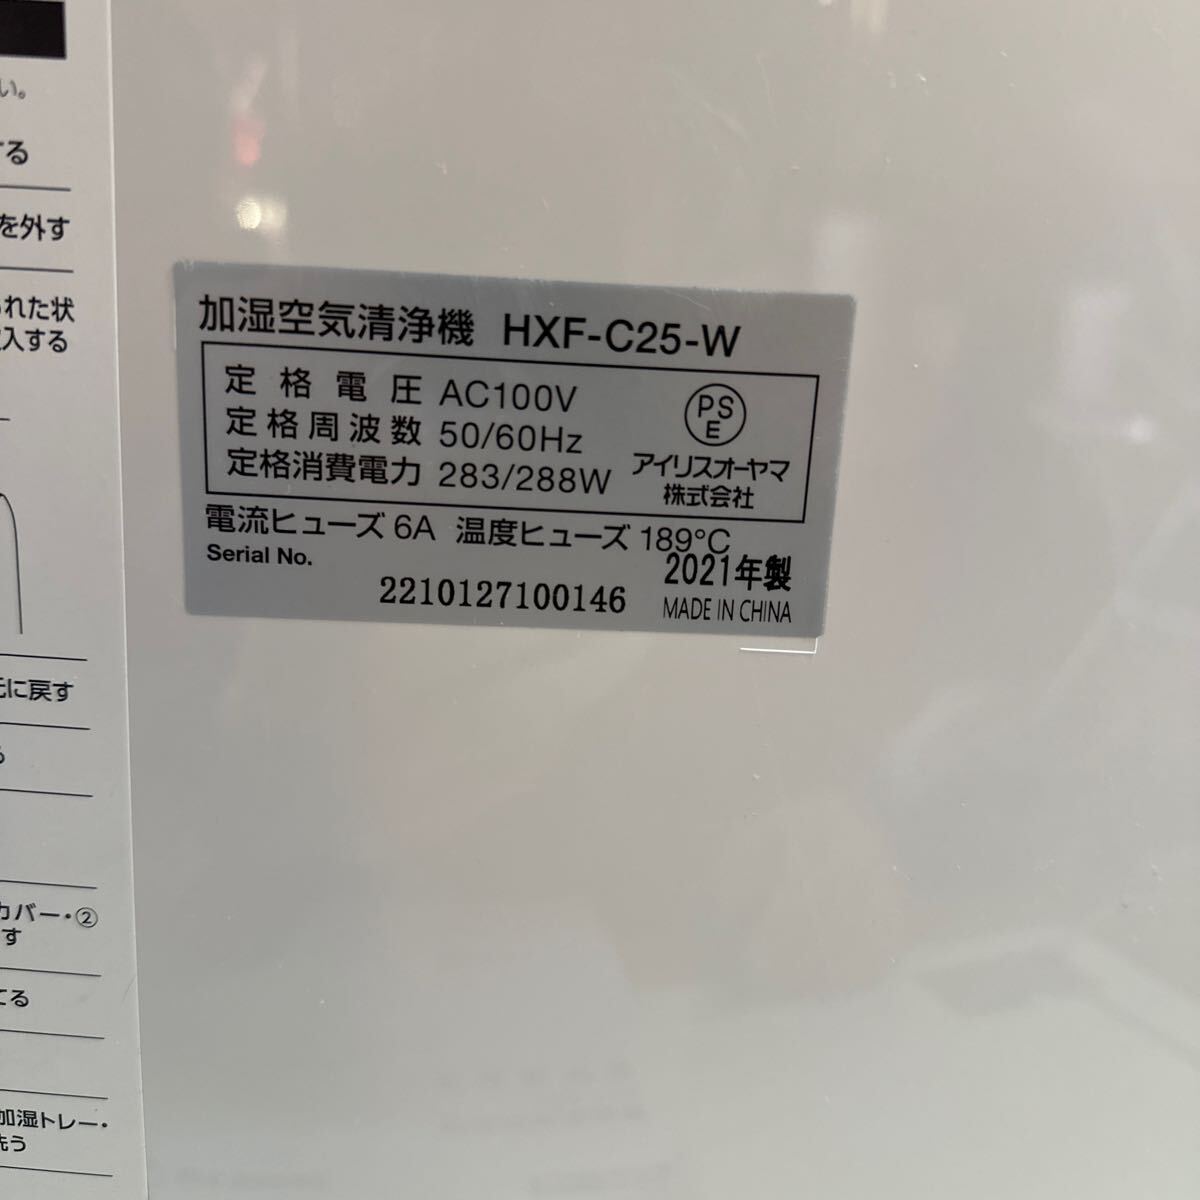 い。
する
を外す
られた状
入する
元に戻す
る
カバー・②
す
てる
加湿トレー・
洗う
加湿空気清浄機 HXF-C25-W
定格電圧 AC100V
定格周波数 50/60Hz
定格消費電力 283/288W
PSE
アイリスオーヤマ
株式会社
電流ヒューズ 6A 温度ヒューズ 189°C
Serial No.
2210127100146
2021年製
MADE IN CHINA